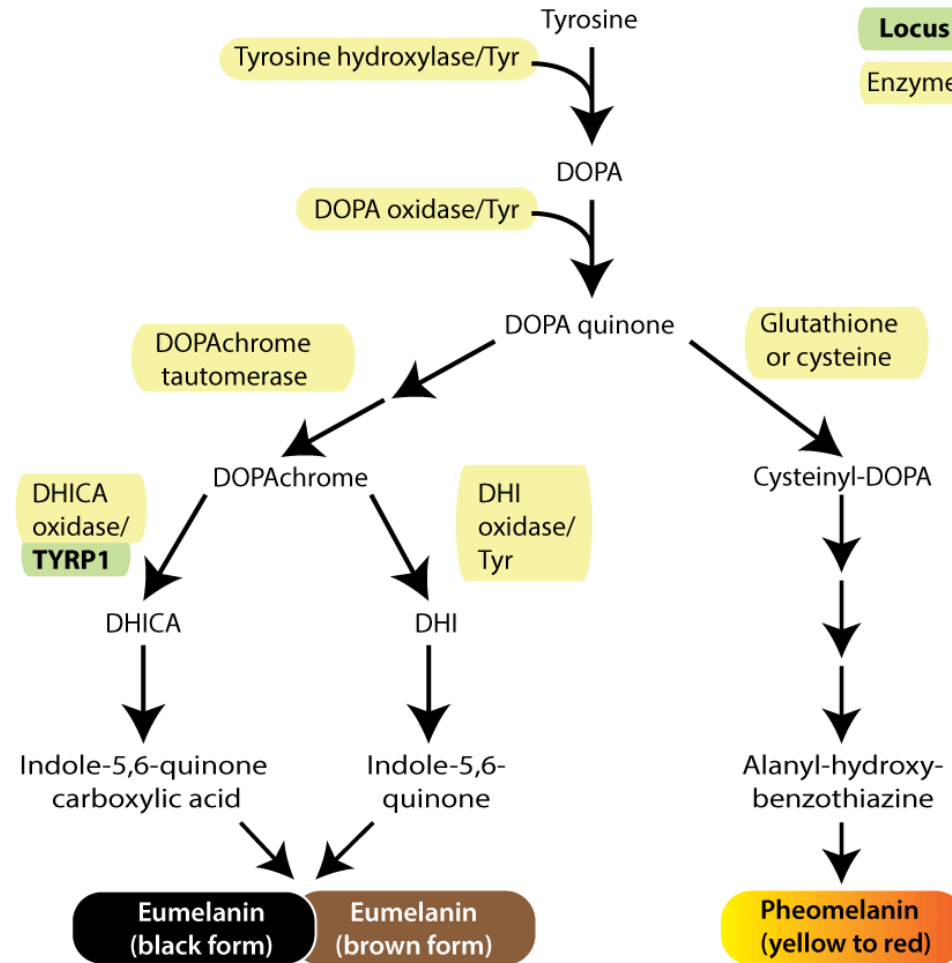 Tyrosine
Locus
Tyrosine hydroxylase/Tyr
Enzyme
DOPA
DOPA oxidase/Tyr
DOPA quinone
Glutathione
or cysteine
DOPAchrome
tautomerase
DOPAchrome
Cysteinyl-DOPA
DHICA
oxidase/
TYRP1
DHI
oxidase/
Tyr
DHICA
DHI
Indole-5,6-quinone
carboxylic acid
Indole-5,6-
quinone
Alanyl-hydroxy-
benzothiazine
Eumelanin
(black form)
Eumelanin
(brown form)
Pheomelanin
(yellow to red)